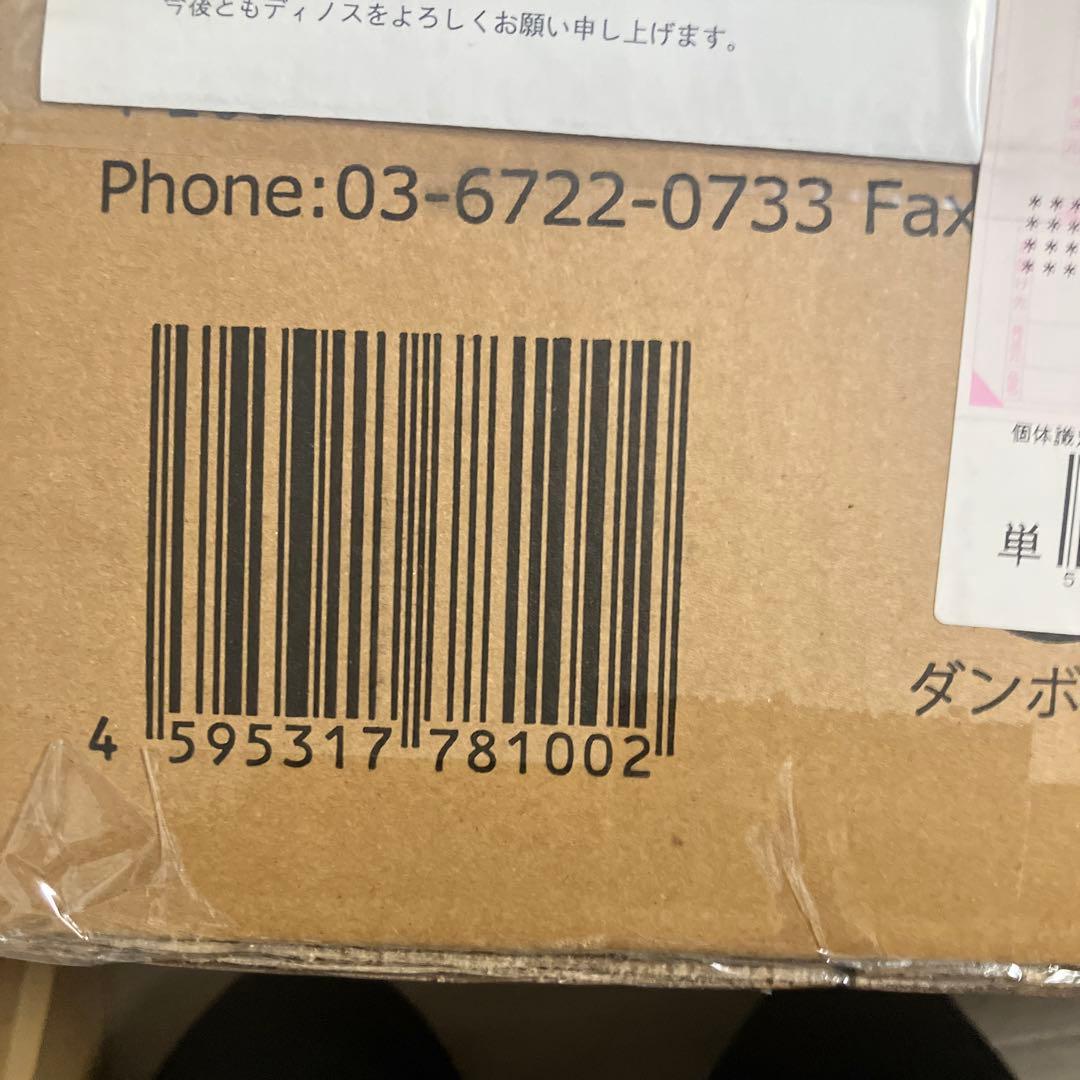 今後ともディノスをよろしくお願い申し上げます。
Phone:03-6722-0733 Fax
****
****
****
****
個体識
単
5
ダンボ
4 595317 781002